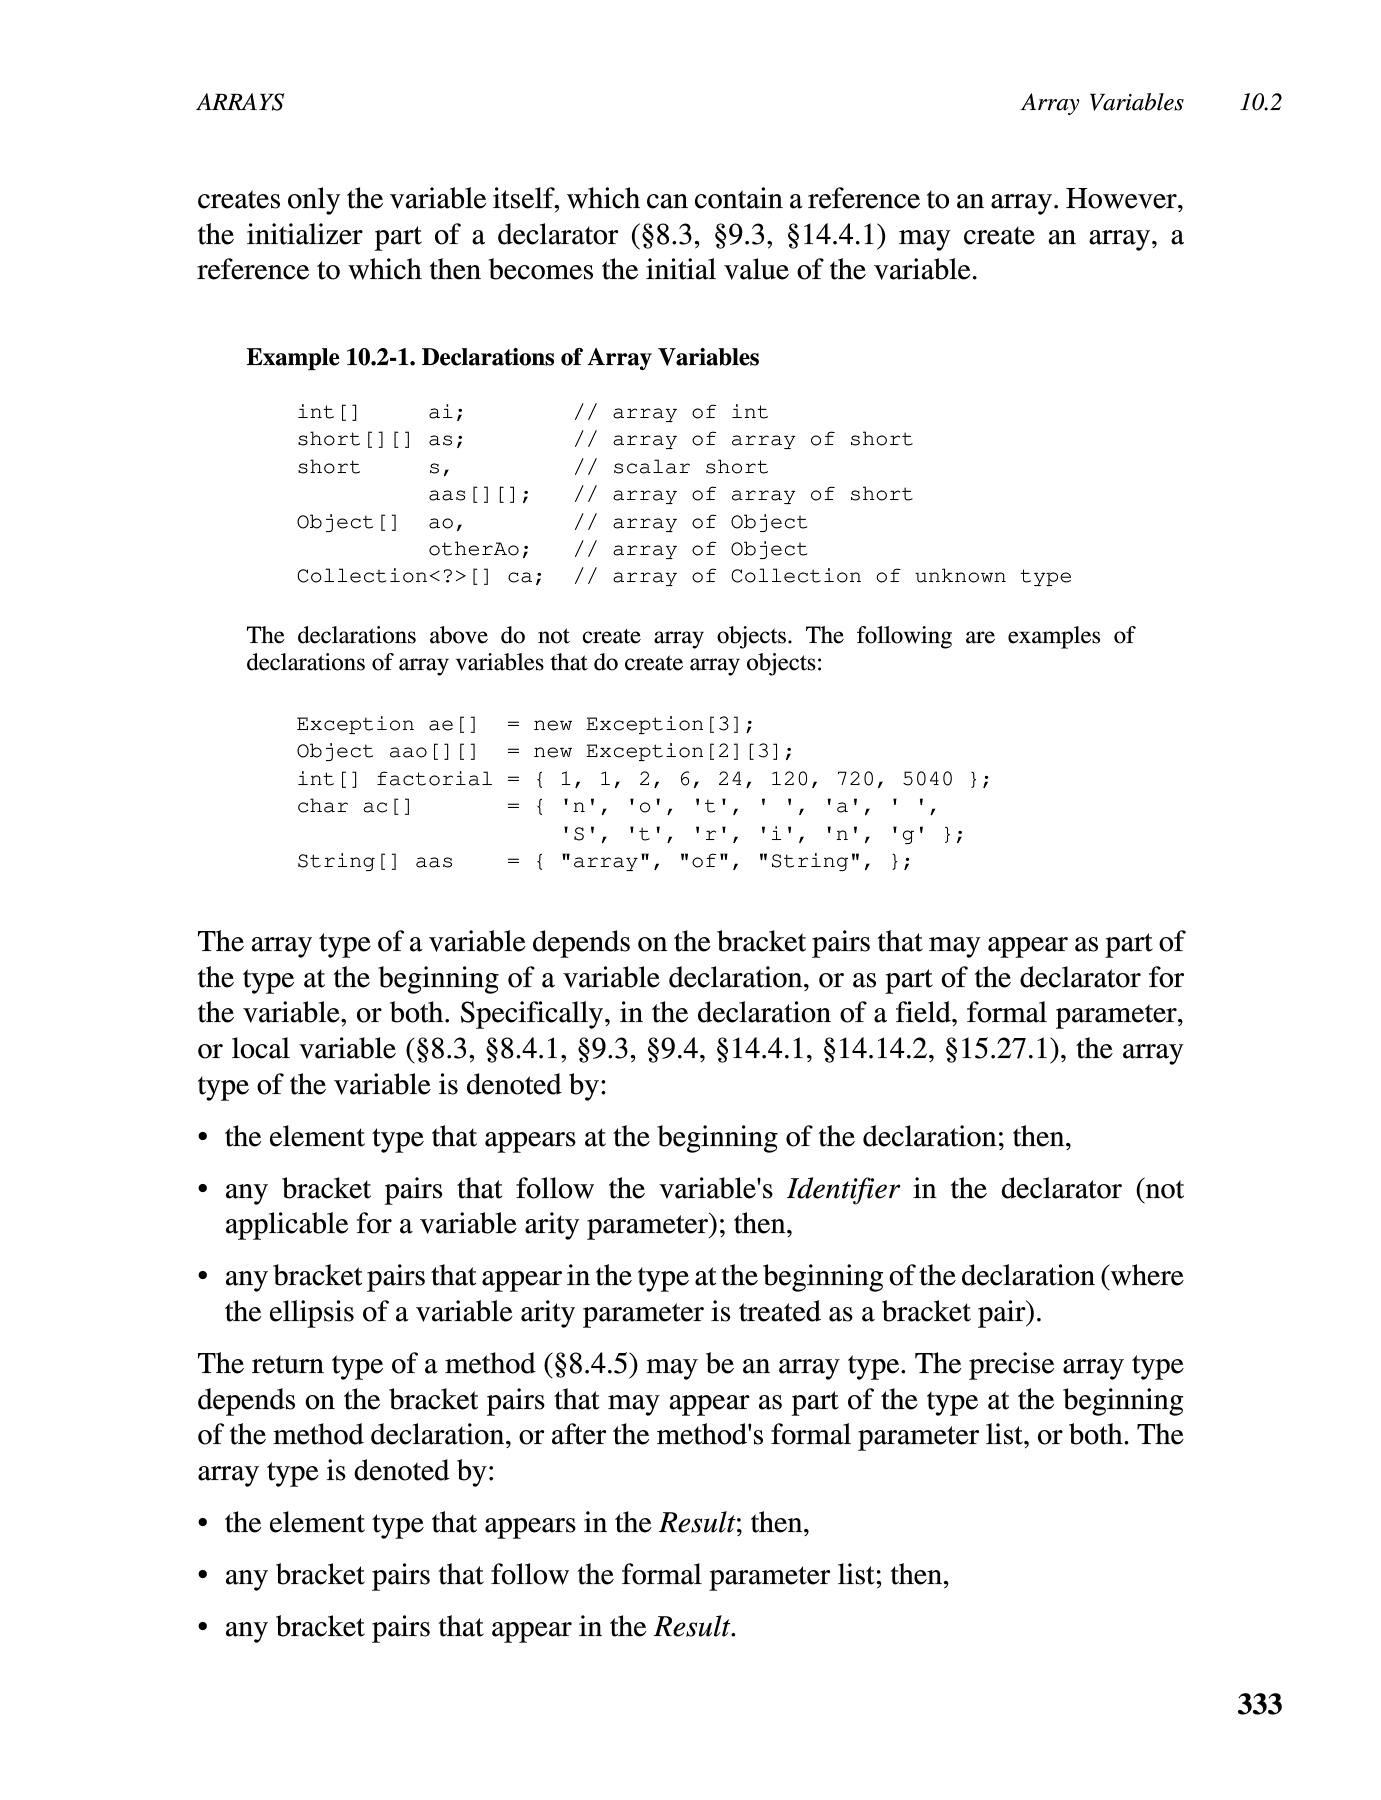 ARRAYS Array Variables 10.2
creates only the variable itself, which can contain a reference to an array. However,
the initializer part of a declarator (§8.3, §9.3, §14.4.1) may create an array, a
reference to which then becomes the initial value of the variable.
Example 10.2-1. Declarations of Array Variables
int[]     ai;        // array of int
short[][] as;        // array of array of short
short     s,         // scalar short
          aas[][];   // array of array of short
Object[]  ao,        // array of Object
          otherAo;   // array of Object
Collection<?>[] ca;  // array of Collection of unknown type
The declarations above do not create array objects. The following are examples of
declarations of array variables that do create array objects:
Exception ae[]  = new Exception[3];
Object aao[][]  = new Exception[2][3];
int[] factorial = { 1, 1, 2, 6, 24, 120, 720, 5040 };
char ac[]       = { 'n', 'o', 't', ' ', 'a', ' ',
                    'S', 't', 'r', 'i', 'n', 'g' };
String[] aas    = { "array", "of", "String", };
The array type of a variable depends on the bracket pairs that may appear as part of
the type at the beginning of a variable declaration, or as part of the declarator for
the variable, or both. Specifically, in the declaration of a field, formal parameter,
or local variable (§8.3, §8.4.1, §9.3, §9.4, §14.4.1, §14.14.2, §15.27.1), the array
type of the variable is denoted by:
• the element type that appears at the beginning of the declaration; then,
• any bracket pairs that follow the variable's Identifier in the declarator (not
applicable for a variable arity parameter); then,
• any bracket pairs that appear in the type at the beginning of the declaration (where
the ellipsis of a variable arity parameter is treated as a bracket pair).
The return type of a method (§8.4.5) may be an array type. The precise array type
depends on the bracket pairs that may appear as part of the type at the beginning
of the method declaration, or after the method's formal parameter list, or both. The
array type is denoted by:
• the element type that appears in the Result; then,
• any bracket pairs that follow the formal parameter list; then,
• any bracket pairs that appear in the Result.
333